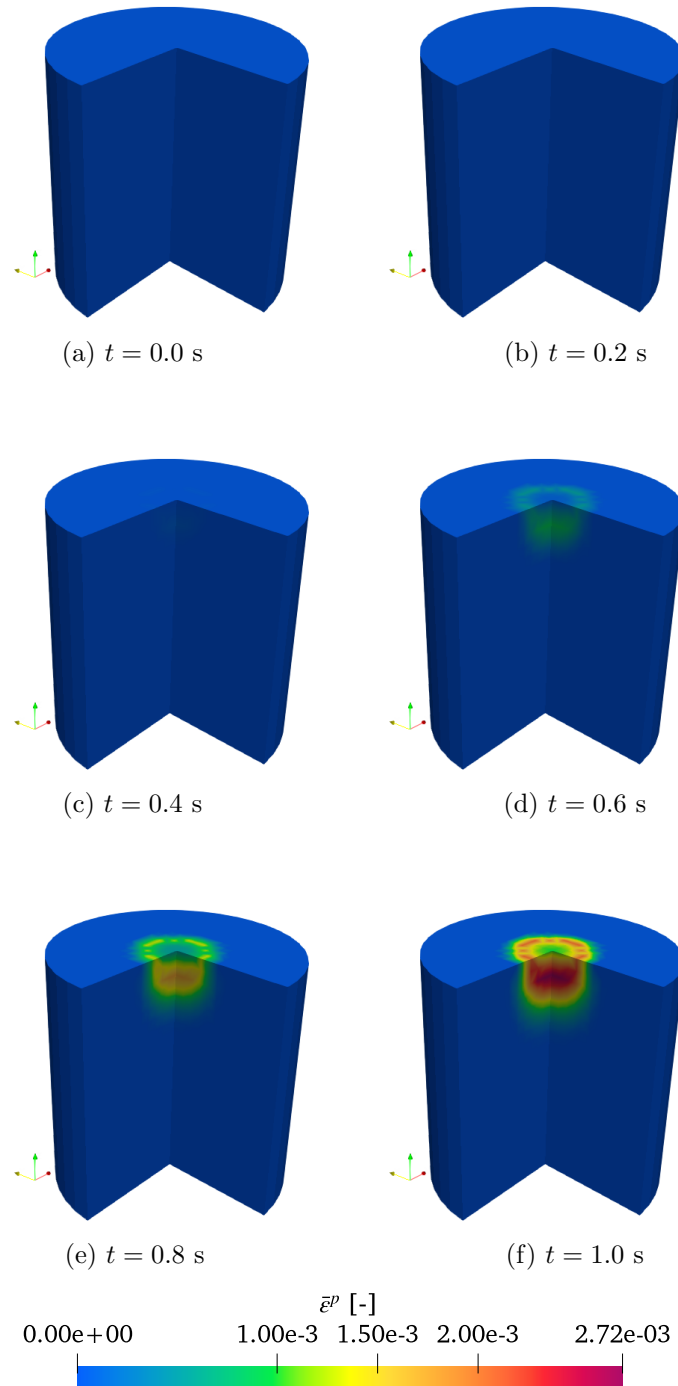 (a) t = 0.0 s
(b) t = 0.2 s
(c) t = 0.4 s
(d) t = 0.6 s
(e) t = 0.8 s
(f) t = 1.0 s
ε̄ᵖ [-]
0.00e+00 1.00e-3 1.50e-3 2.00e-3 2.72e-03